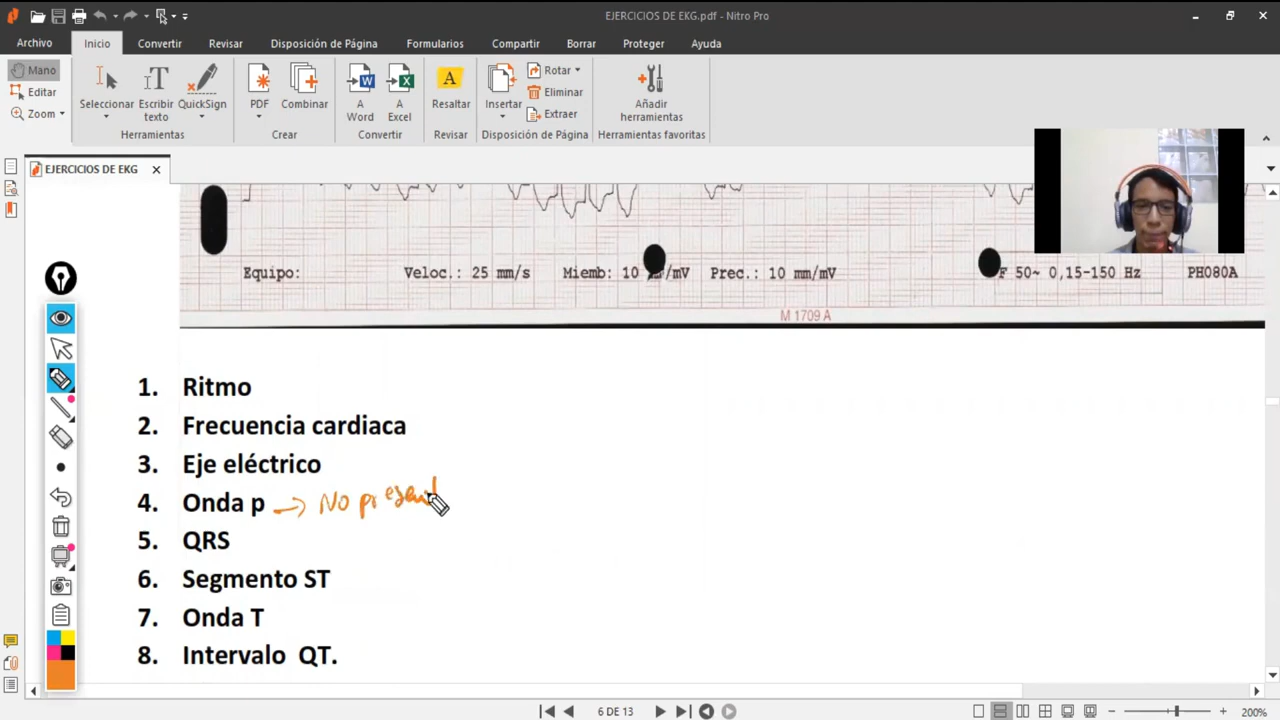 EJERCICIOS DE EKG.pdf - Nitro Pro
Archivo Inicio Convertir Revisar Disposición de Página Formularios Compartir Borrar Proteger Ayuda
Mano
Editar
Zoom
Seleccionar
Escribir texto
QuickSign
Herramientas
PDF
Combinar
Crear
A Word
A Excel
Convertir
Resaltar
Revisar
Insertar
Rotar
Eliminar
Extraer
Disposición de Página
Añadir herramientas
Herramientas favoritas
EJERCICIOS DE EKG
Equipo: Veloc.: 25 mm/s Miemb: 10 /mV Prec.: 10 mm/mV F 50~ 0,15-150 Hz PH080A
M 1709 A
1. Ritmo
2. Frecuencia cardiaca
3. Eje eléctrico
4. Onda p → No present
5. QRS
6. Segmento ST
7. Onda T
8. Intervalo QT.
6 DE 13
200%